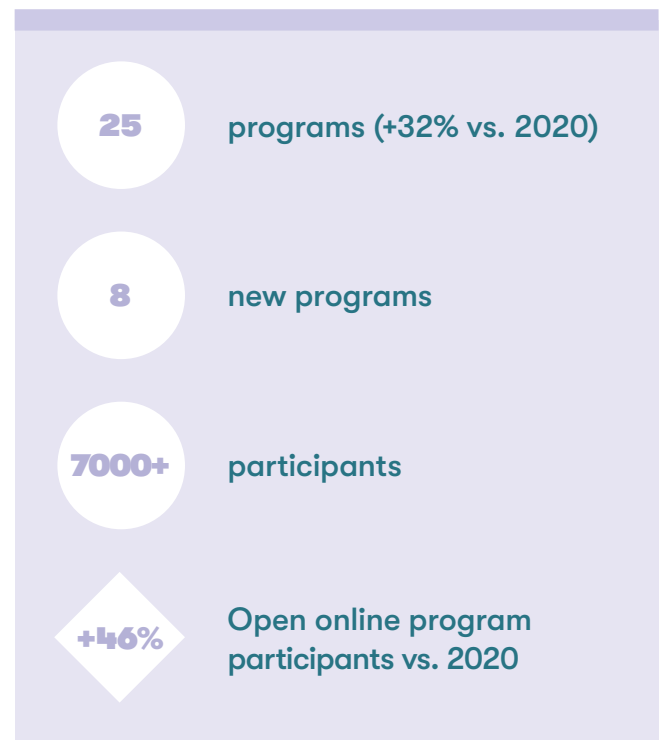 25 programs (+32% vs. 2020)
8 new programs
7000+ participants
+46% Open online program
participants vs. 2020